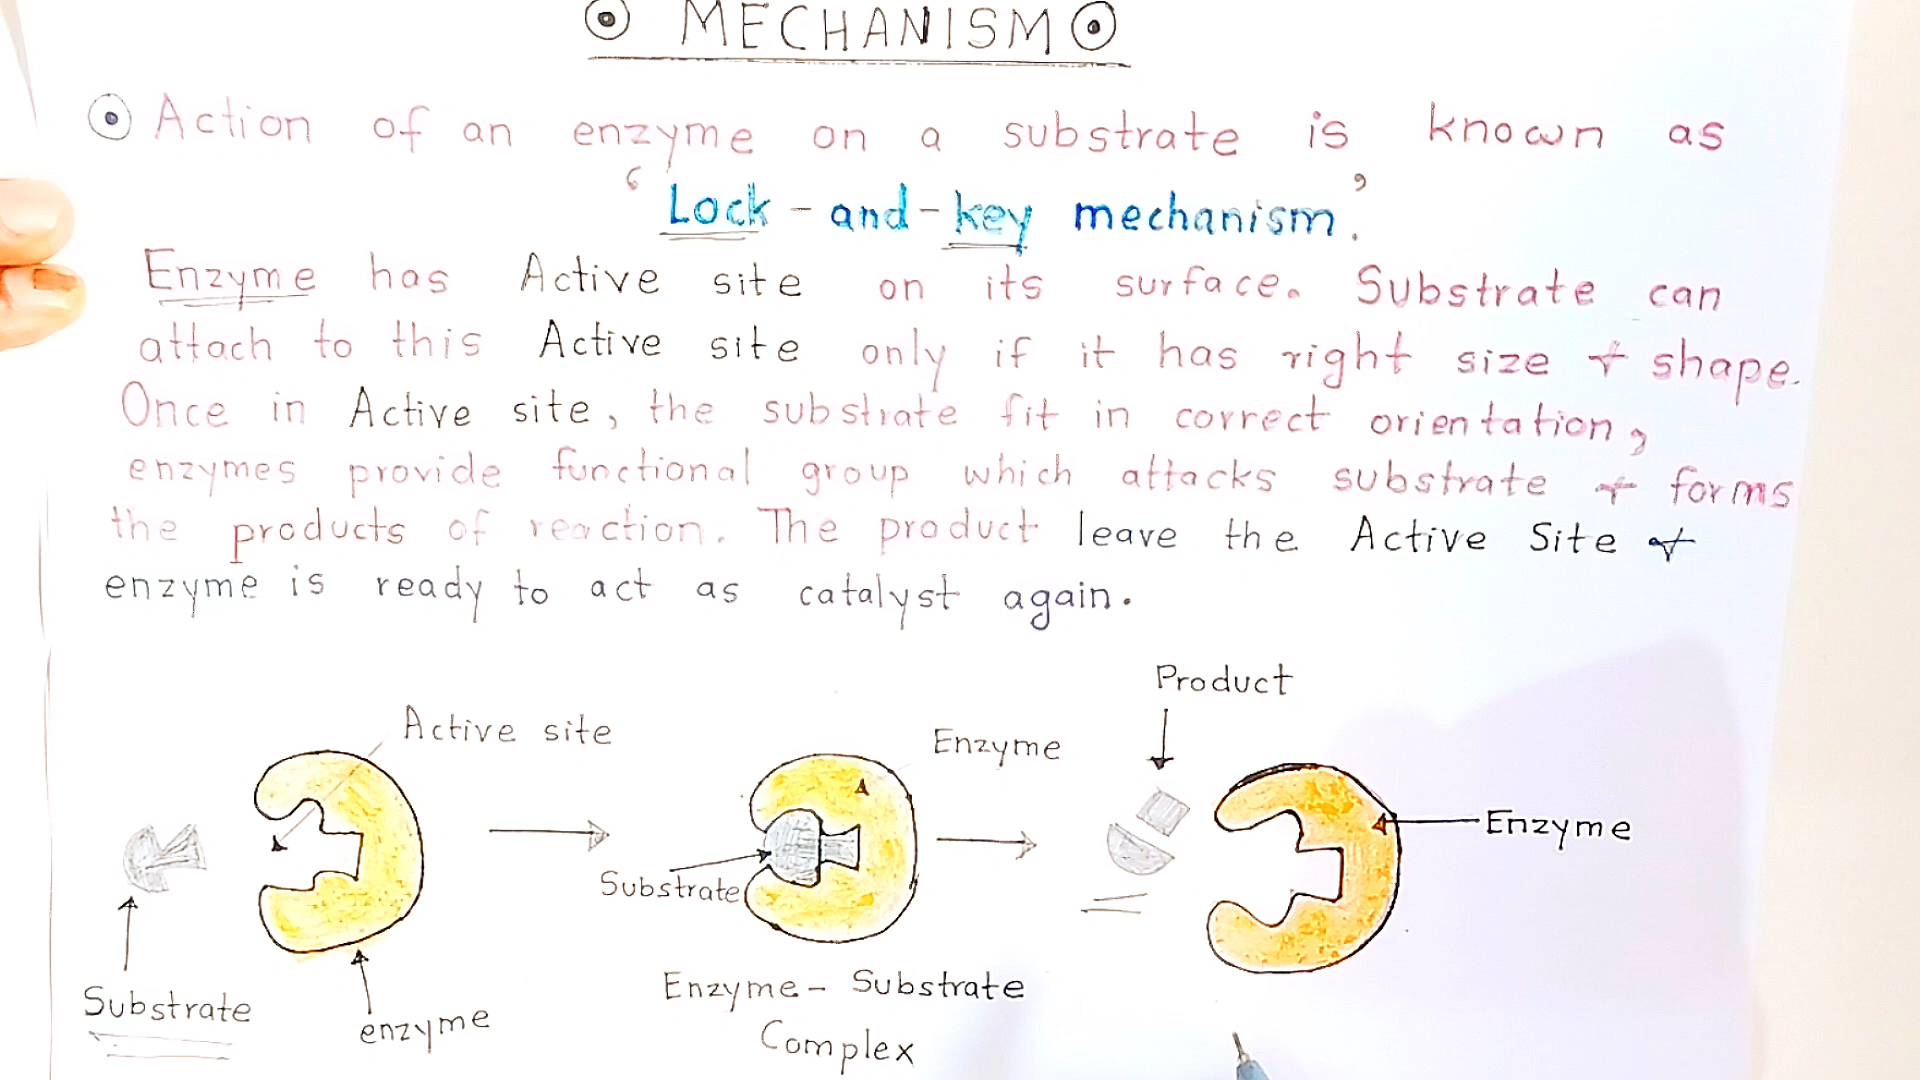 MECHANISM
Action of an enzyme on a substrate is known as
'Lock-and-key mechanism'.
Enzyme has Active site on its surface. Substrate can
attach to this Active site only if it has right size + shape.
Once in Active site, the substrate fit in correct orientation,
enzymes provide functional group which attacks substrate + forms
the products of reaction. The product leave the Active Site +
enzyme is ready to act as catalyst again.
Product
Active site
Enzyme
Enzyme
Substrate
Substrate
enzyme
Enzyme - Substrate
Complex